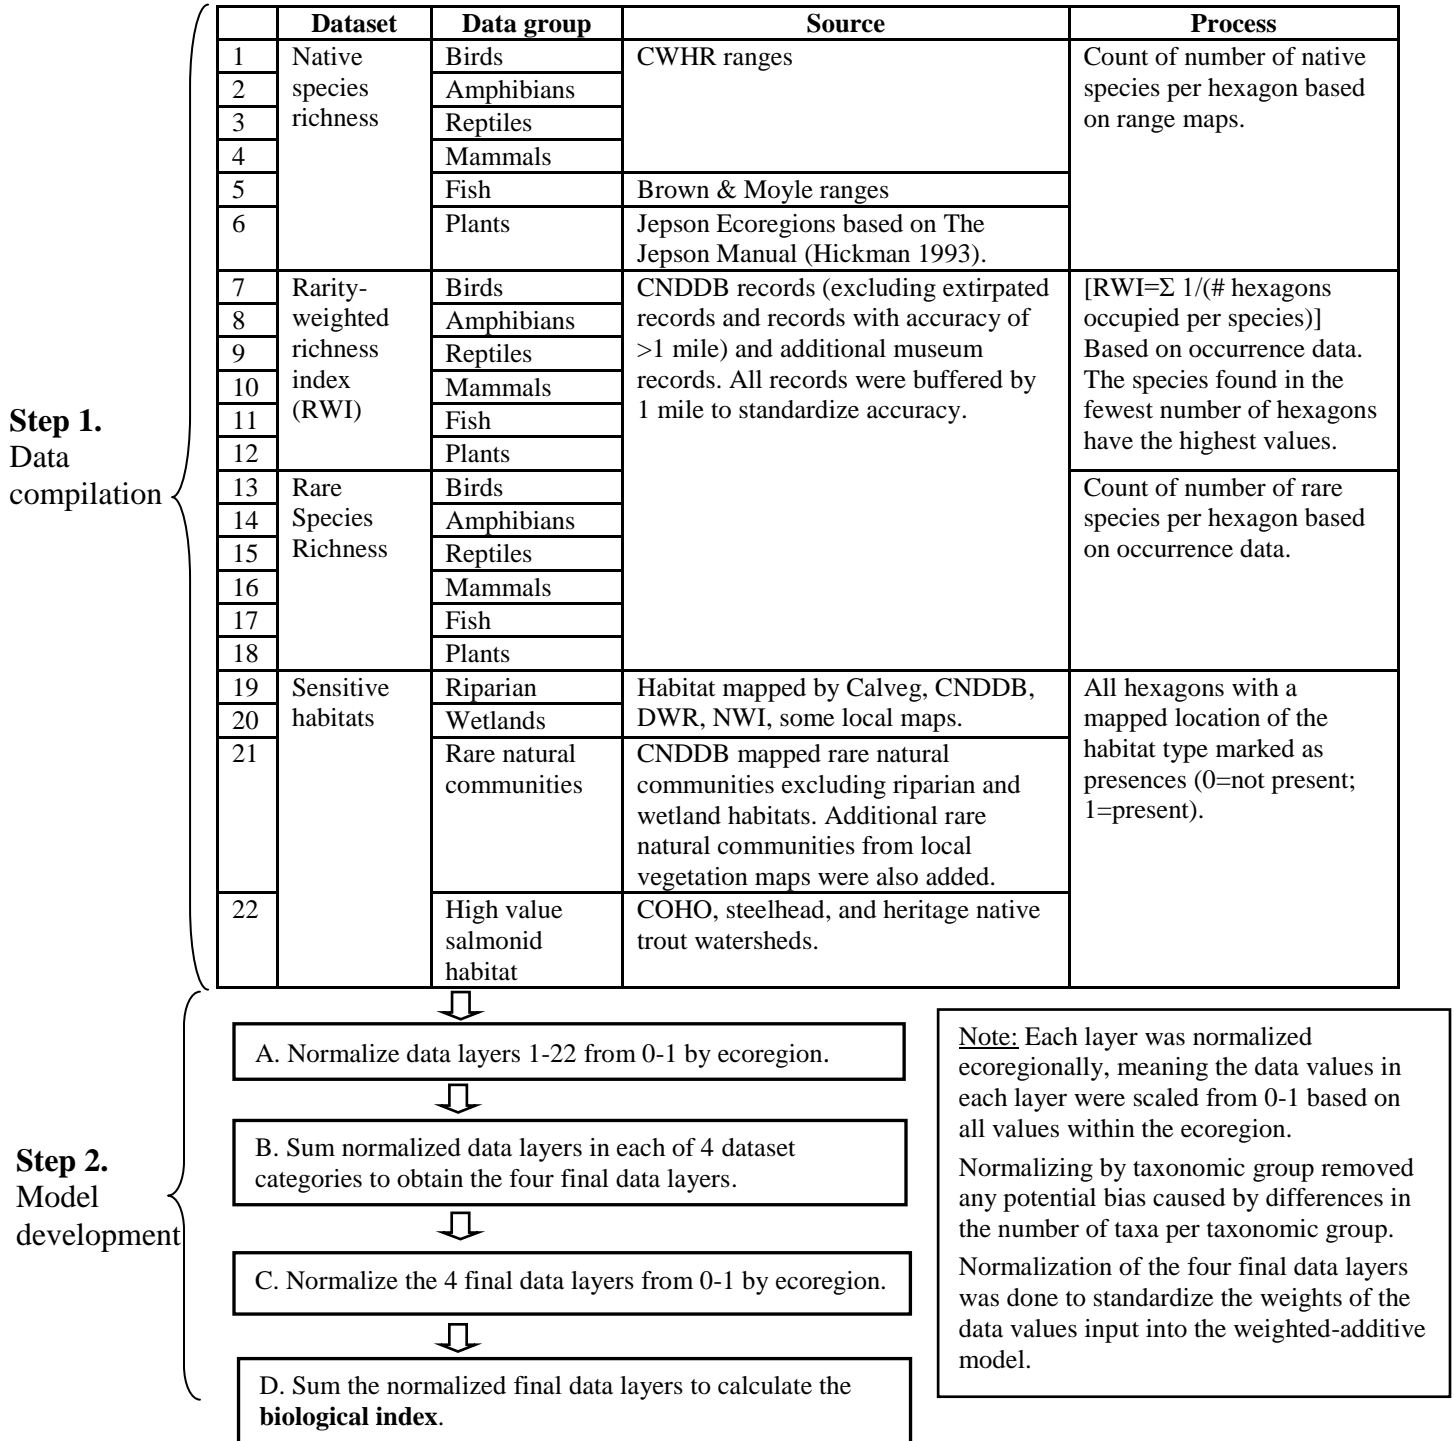 Dataset Data group Source Process
1 Native Birds CWHR ranges Count of number of native
2 species Amphibians species per hexagon based
3 richness Reptiles on range maps.
4 Mammals
5 Fish Brown & Moyle ranges
6 Plants Jepson Ecoregions based on The
Jepson Manual (Hickman 1993).
7 Rarity- Birds CNDDB records (excluding extirpated [RWI=Σ 1/(# hexagons
8 weighted Amphibians records and records with accuracy of occupied per species)]
9 richness Reptiles >1 mile) and additional museum Based on occurrence data.
10 index Mammals records. All records were buffered by The species found in the
11 (RWI) Fish 1 mile to standardize accuracy. fewest number of hexagons
12 Plants have the highest values.
Step 1.
Data
compilation
13 Rare Birds Count of number of rare
14 Species Amphibians species per hexagon based
15 Richness Reptiles on occurrence data.
16 Mammals
17 Fish
18 Plants
19 Sensitive Riparian Habitat mapped by Calveg, CNDDB, All hexagons with a
20 habitats Wetlands DWR, NWI, some local maps. mapped location of the
21 Rare natural CNDDB mapped rare natural habitat type marked as
communities communities excluding riparian and presences (0=not present;
wetland habitats. Additional rare 1=present).
natural communities from local
vegetation maps were also added.
22 High value COHO, steelhead, and heritage native
salmonid trout watersheds.
habitat
Step 2.
Model
development
A. Normalize data layers 1-22 from 0-1 by ecoregion.
B. Sum normalized data layers in each of 4 dataset
categories to obtain the four final data layers.
C. Normalize the 4 final data layers from 0-1 by ecoregion.
D. Sum the normalized final data layers to calculate the
biological index.
Note: Each layer was normalized
ecoregionally, meaning the data values in
each layer were scaled from 0-1 based on
all values within the ecoregion.
Normalizing by taxonomic group removed
any potential bias caused by differences in
the number of taxa per taxonomic group.
Normalization of the four final data layers
was done to standardize the weights of the
data values input into the weighted-additive
model.